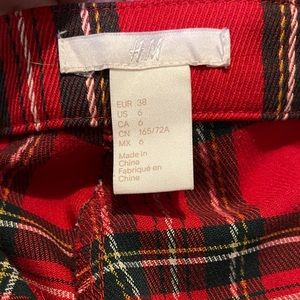 H&M
EUR 38
US 6
CA 6
CN 165/72A
MX 6
Made in
China
Fabriqué en
Chine